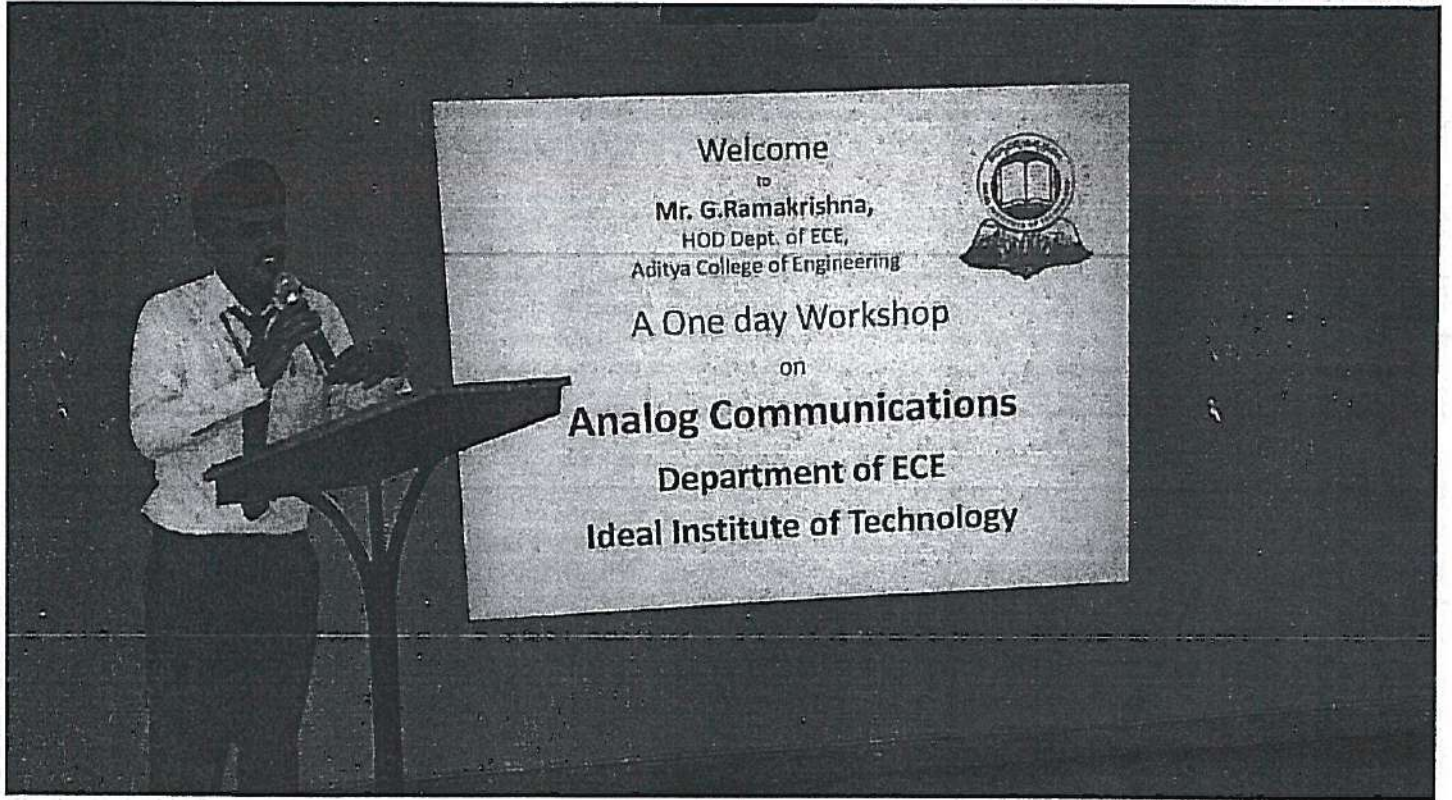 Welcome
to
Mr. G.Ramakrishna,
HOD Dept. of ECE,
Aditya College of Engineering
A One day Workshop
on
Analog Communications
Department of ECE
Ideal Institute of Technology